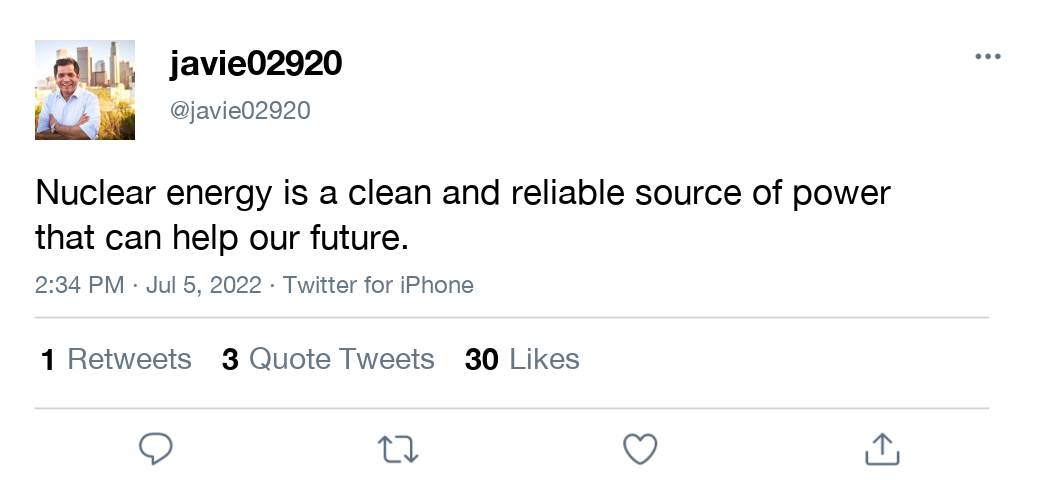 javie02920
@javie02920
Nuclear energy is a clean and reliable source of power
that can help our future.
2:34 PM · Jul 5, 2022 · Twitter for iPhone
1 Retweets 3 Quote Tweets 30 Likes